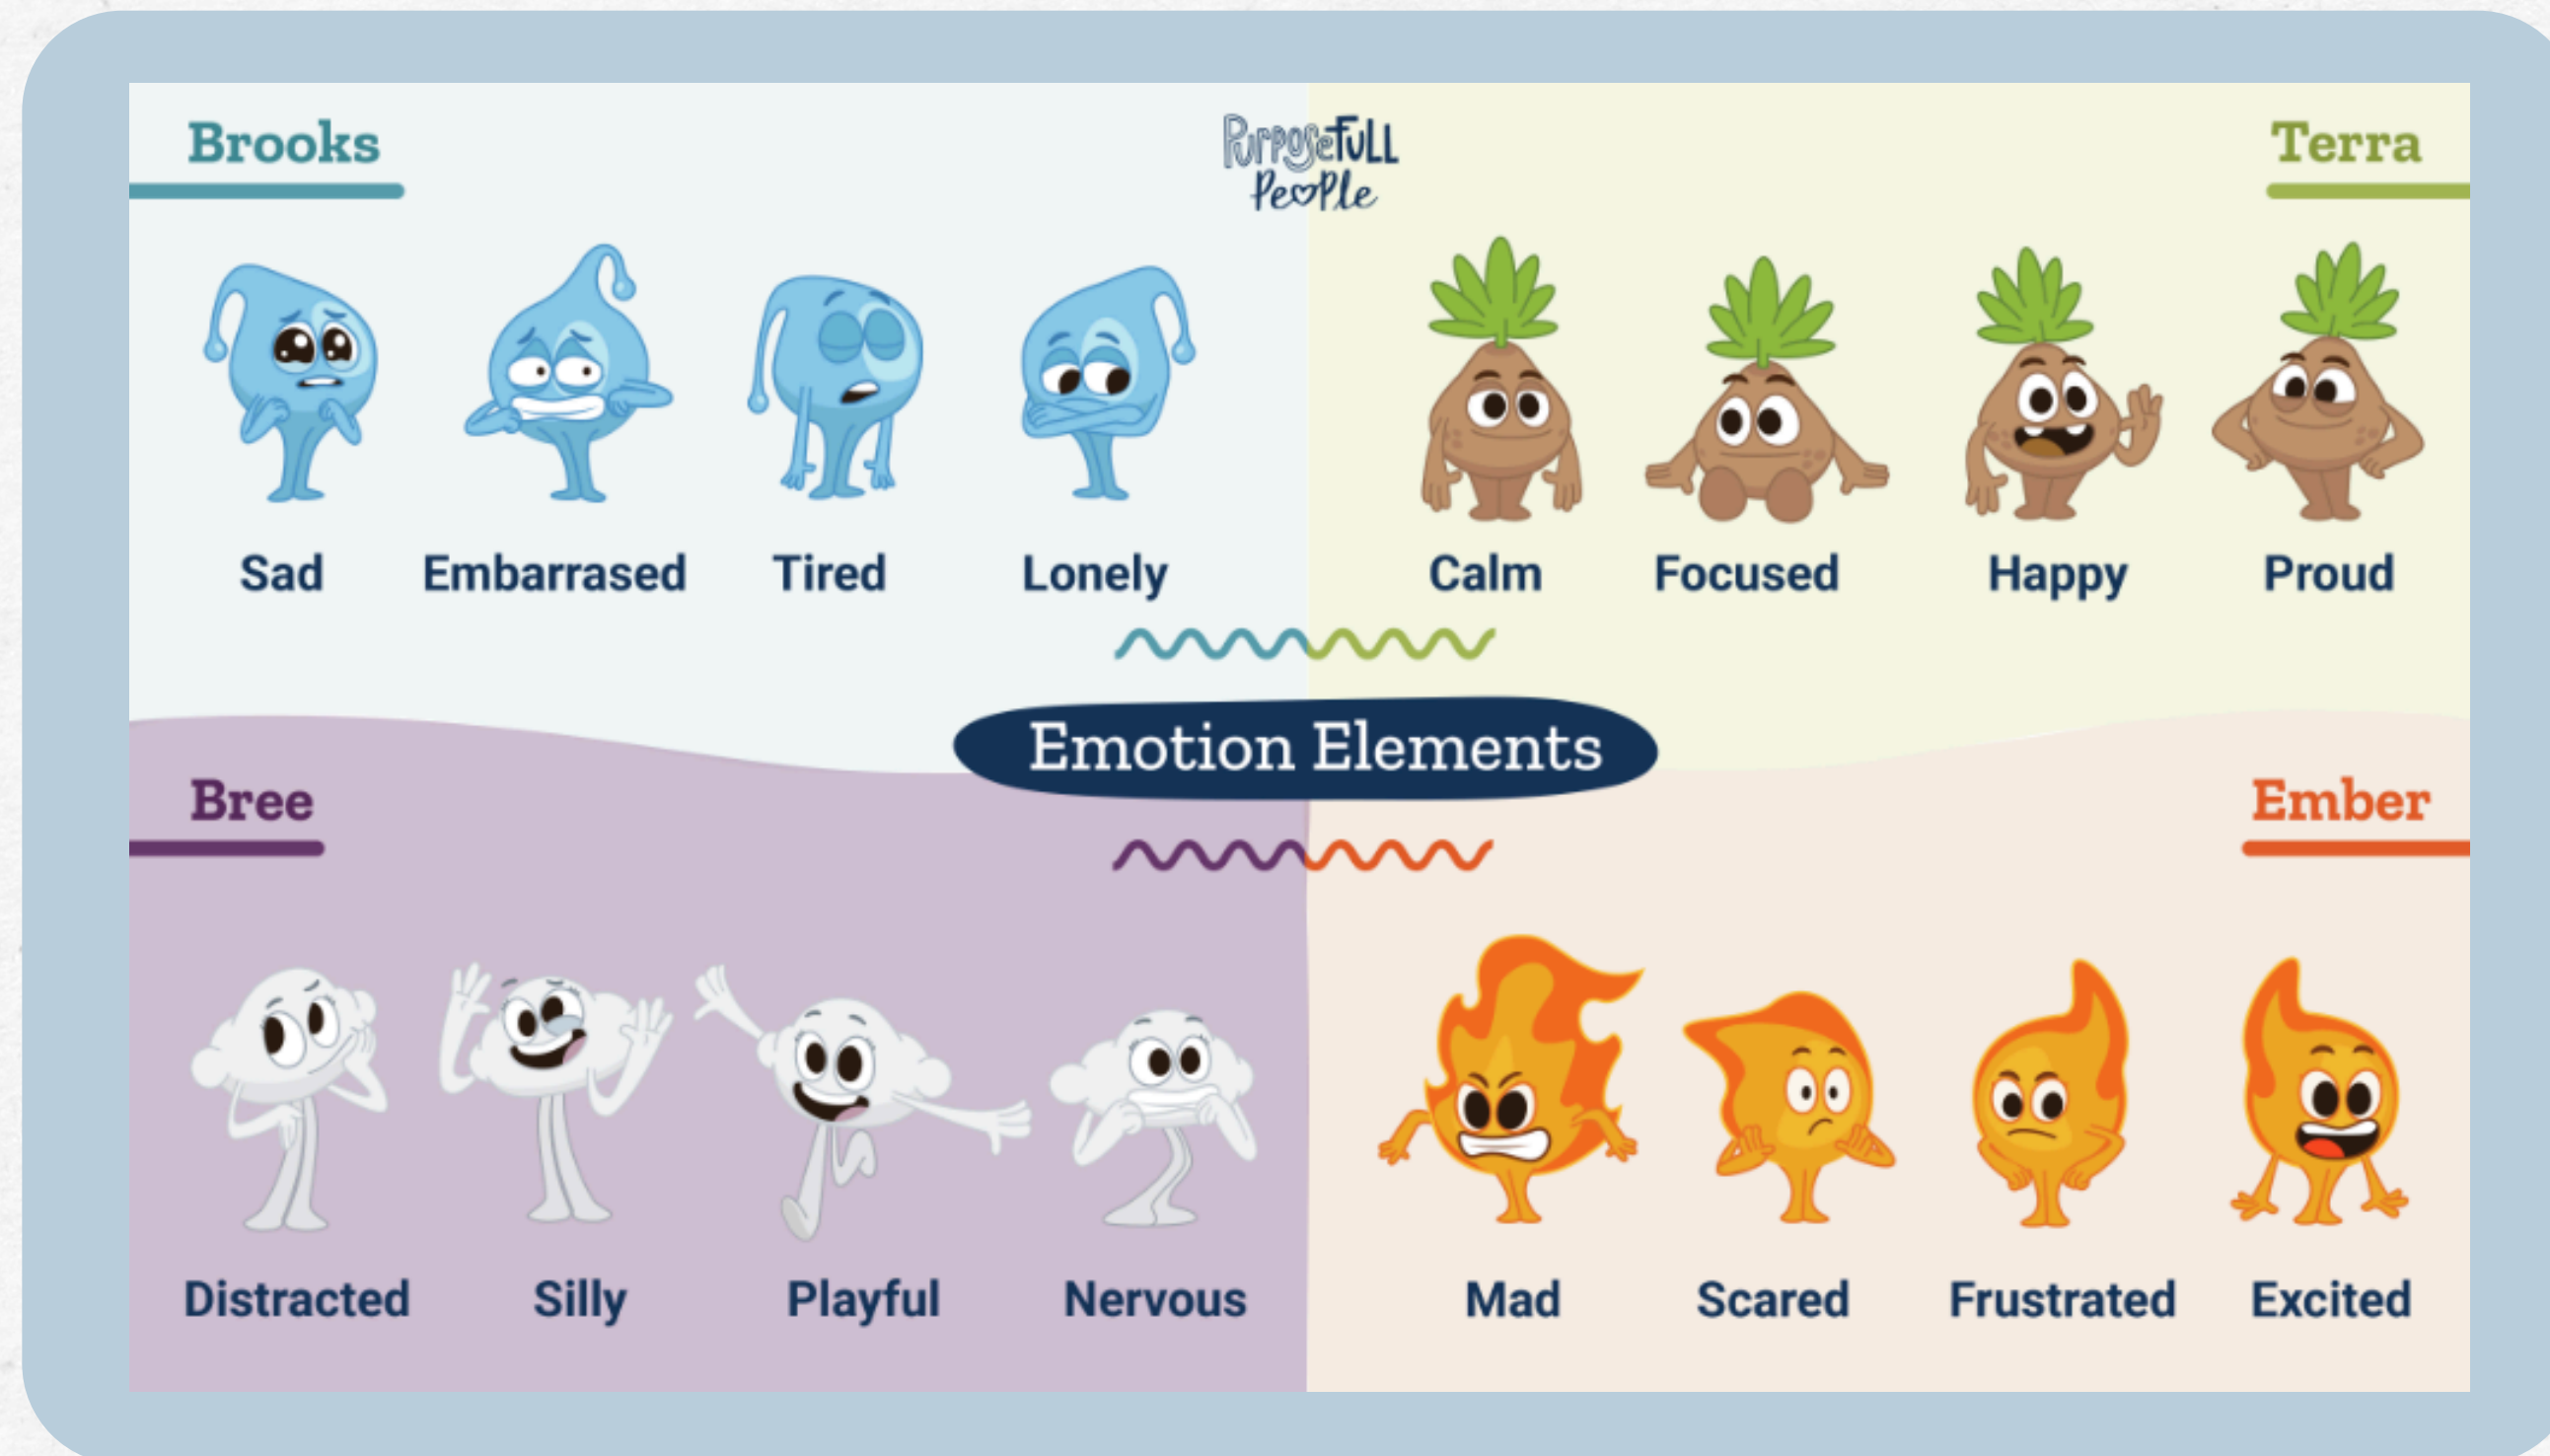 Brooks
PurposeFull
People
Terra
Sad Embarrased Tired Lonely
Calm Focused Happy Proud
Emotion Elements
Bree
Ember
Distracted Silly Playful Nervous
Mad Scared Frustrated Excited